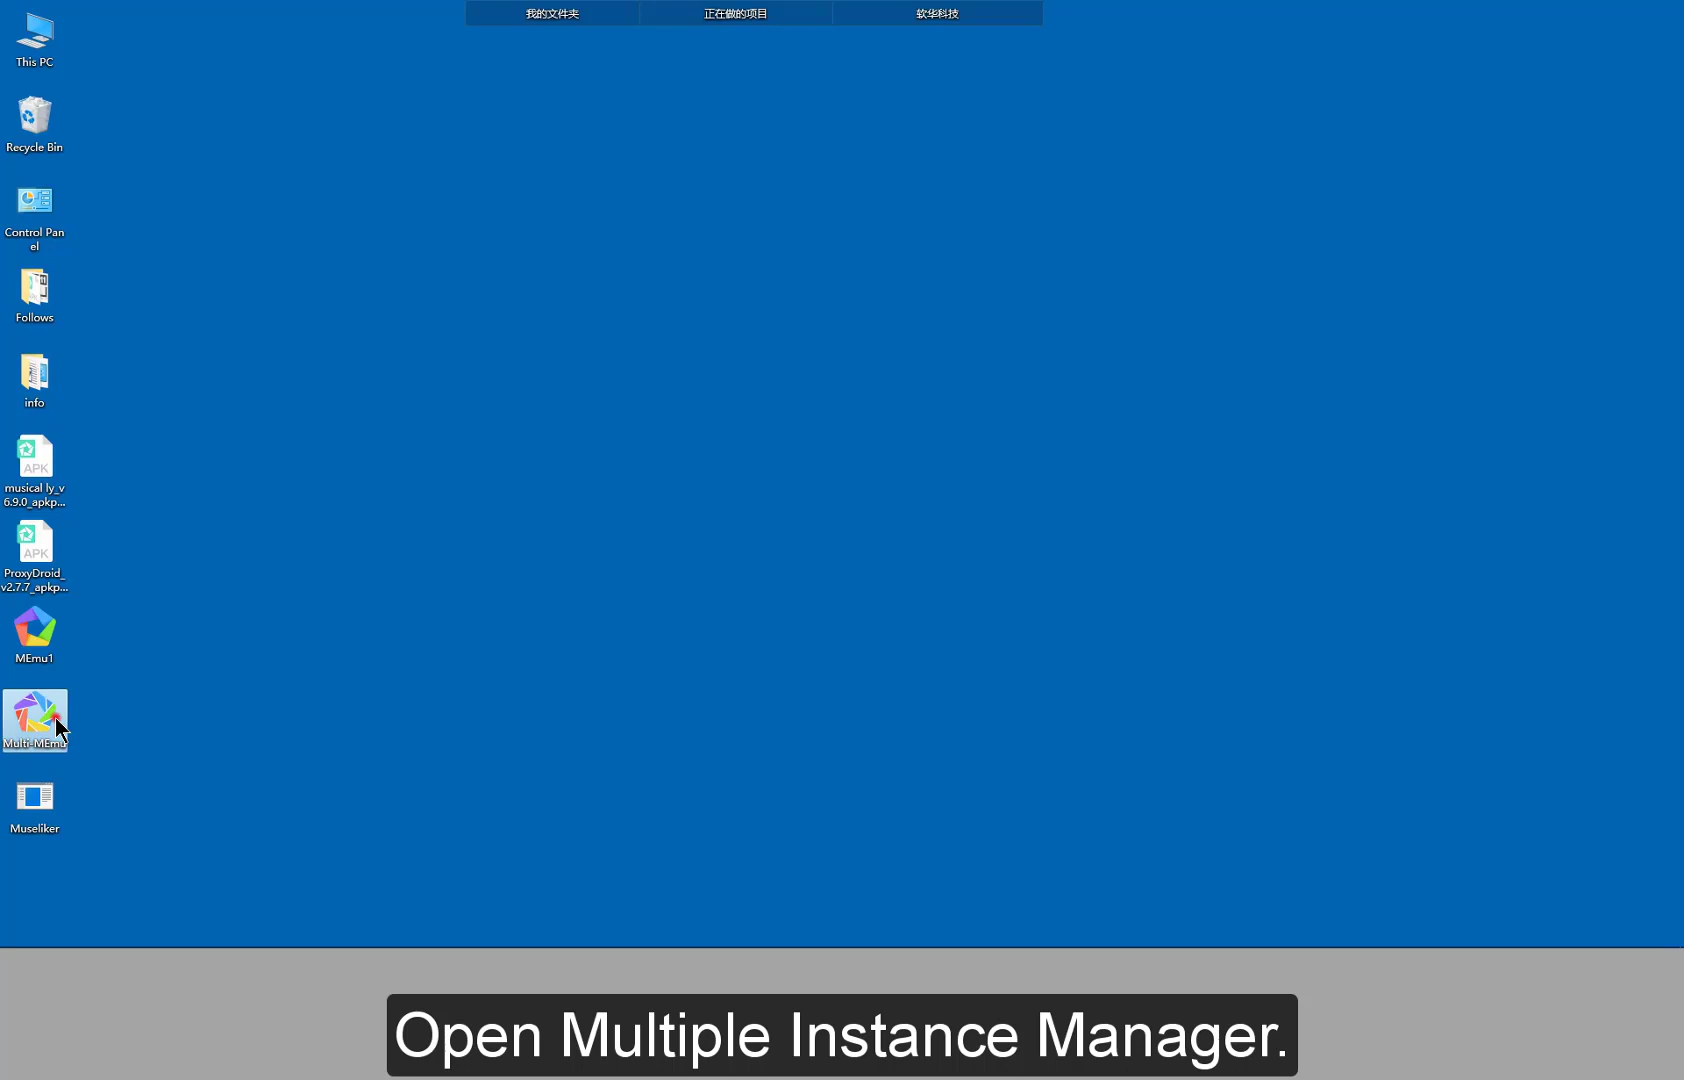 我的文件夹
正在做的项目
软华科技
This PC
Recycle Bin
Control Pan
el
Follows
info
APK
musical ly_v
6.9.0_apkp...
APK
ProxyDroid_
v2.7.7_apkp...
MEmu1
Multi-MEmu
Museliker
Open Multiple Instance Manager.